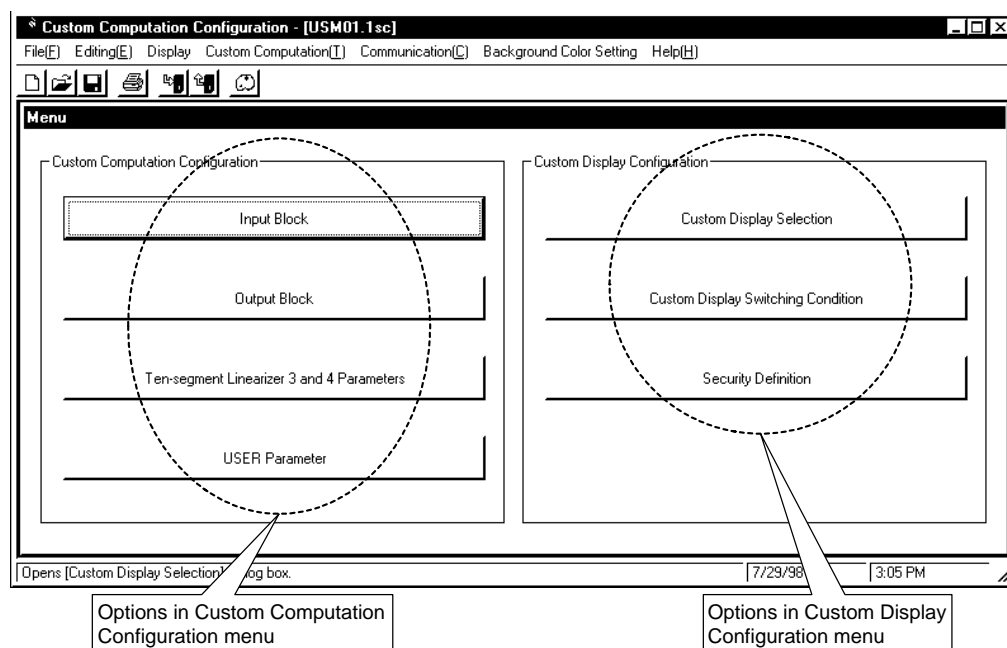 Custom Computation Configuration - [USM01.1sc]
File(F) Editing(E) Display Custom Computation(T) Communication(C) Background Color Setting Help(H)
Menu
Custom Computation Configuration
Input Block
Output Block
Ten-segment Linearizer 3 and 4 Parameters
USER Parameter
Custom Display Configuration
Custom Display Selection
Custom Display Switching Condition
Security Definition
Opens [Custom Display Selection] log box.
7/29/98
3:05 PM
Options in Custom Computation
Configuration menu
Options in Custom Display
Configuration menu